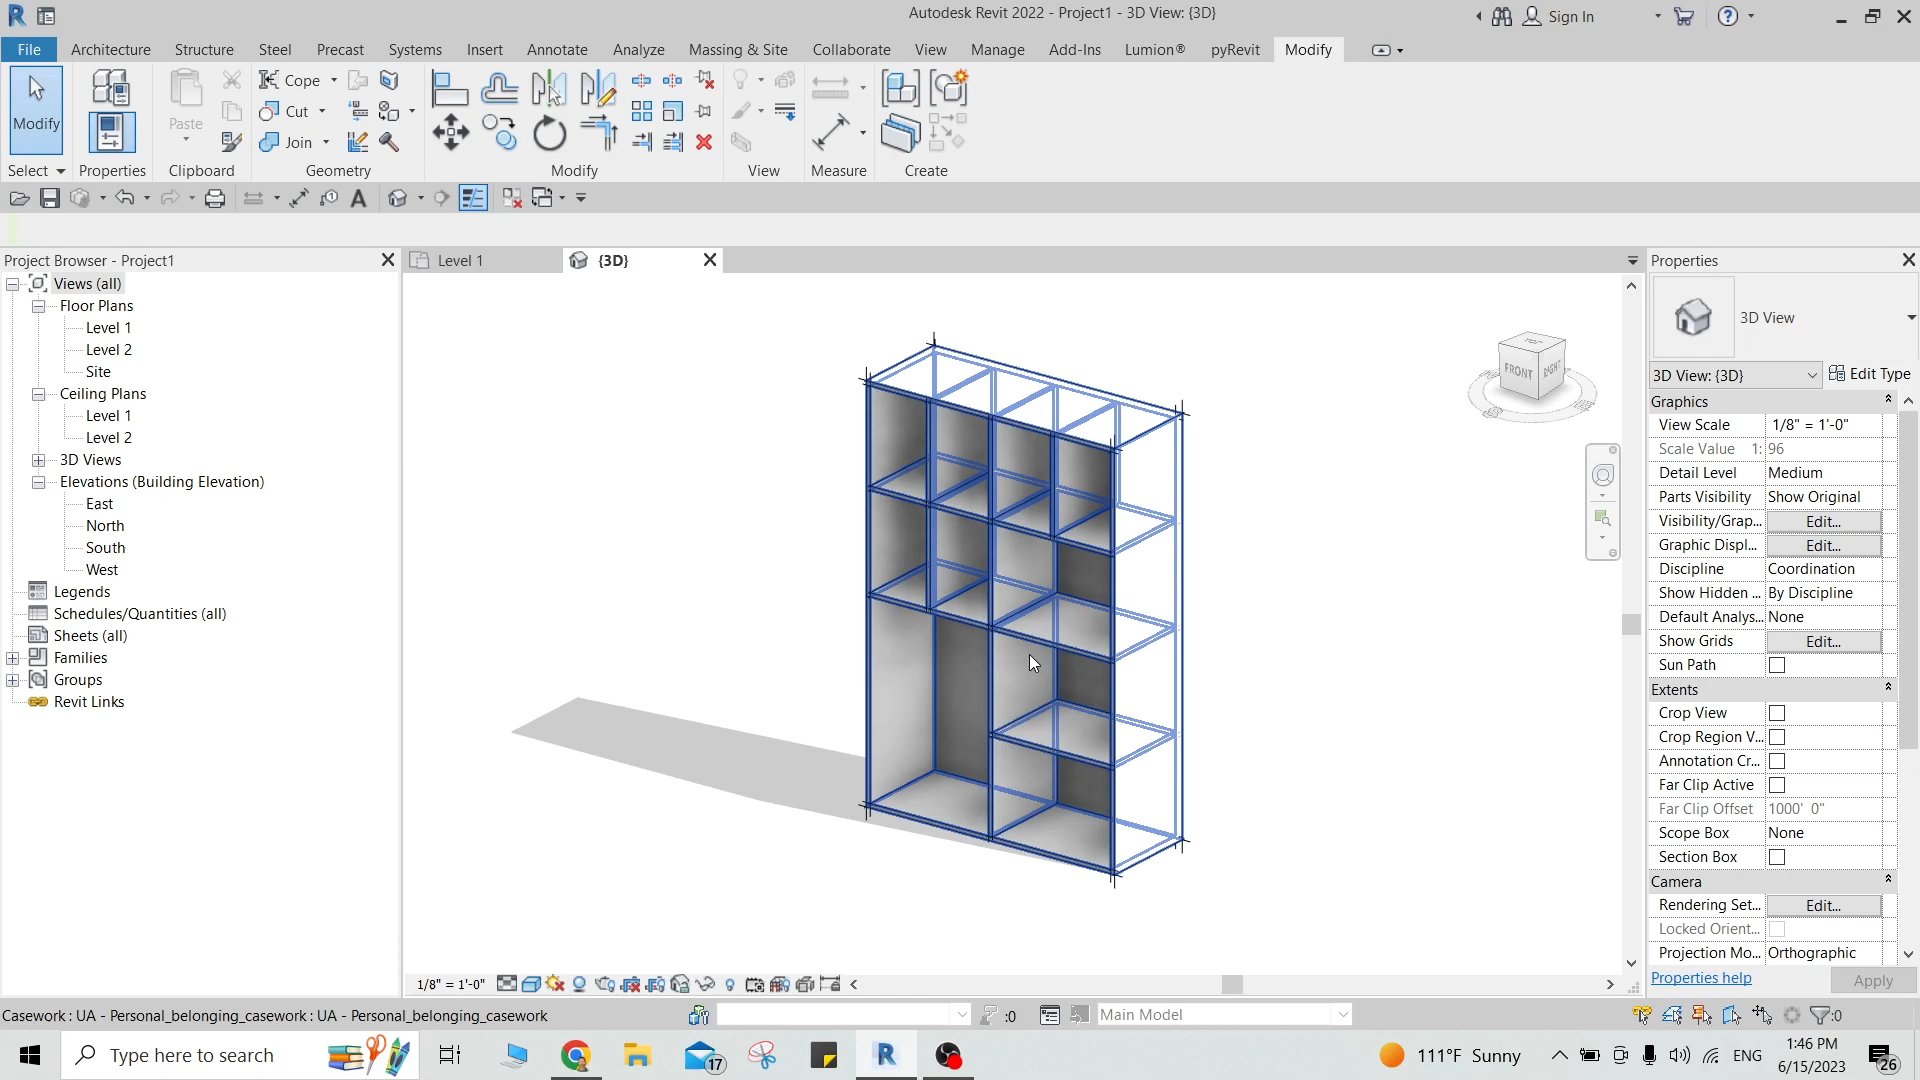 Autodesk Revit 2022 - Project1 - 3D View: {3D}
Sign In
File Architecture Structure Steel Precast Systems Insert Annotate Analyze Massing & Site Collaborate View Manage Add-Ins Lumion® pyRevit Modify
Modify
Paste
Cope
Cut
Join
Select Properties Clipboard Geometry Modify View Measure Create
Project Browser - Project1
Views (all)
Floor Plans
Level 1
Level 2
Site
Ceiling Plans
Level 1
Level 2
3D Views
Elevations (Building Elevation)
East
North
South
West
Legends
Schedules/Quantities (all)
Sheets (all)
Families
Groups
Revit Links
Level 1
{3D}
TOP
FRONT
RIGHT
Properties
3D View
3D View: {3D} Edit Type
Graphics
View Scale 1/8" = 1'-0"
Scale Value 1: 96
Detail Level Medium
Parts Visibility Show Original
Visibility/Grap... Edit...
Graphic Displ... Edit...
Discipline Coordination
Show Hidden ... By Discipline
Default Analys... None
Show Grids Edit...
Sun Path
Extents
Crop View
Crop Region V...
Annotation Cr...
Far Clip Active
Far Clip Offset 1000' 0"
Scope Box None
Section Box
Camera
Rendering Set... Edit...
Locked Orient...
Projection Mo... Orthographic
Properties help Apply
1/8" = 1'-0"
Casework : UA - Personal_belonging_casework : UA - Personal_belonging_casework
:0
Main Model
:0
Type here to search
17
111°F Sunny
ENG
1:46 PM
6/15/2023
26